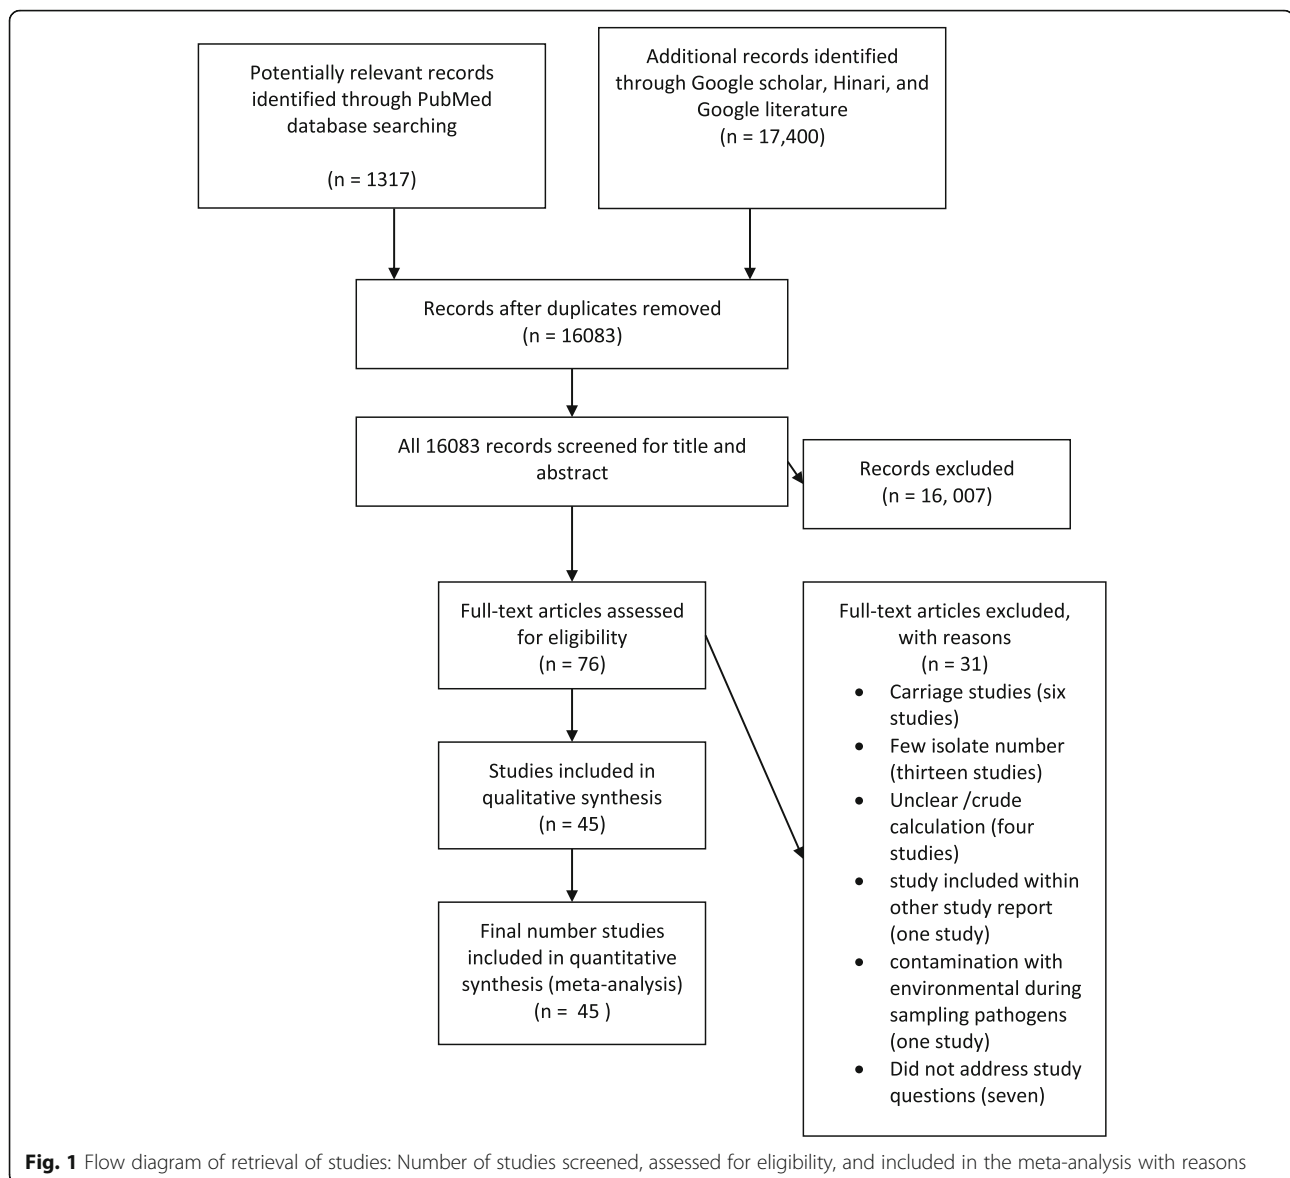 Potentially relevant records
identified through PubMed
database searching
(n = 1317)
Additional records identified
through Google scholar, Hinari, and
Google literature
(n = 17,400)
Records after duplicates removed
(n = 16083)
All 16083 records screened for title and
abstract
Records excluded
(n = 16, 007)
Full-text articles assessed
for eligibility
(n = 76)
Full-text articles excluded,
with reasons
(n = 31)
• Carriage studies (six
studies)
• Few isolate number
(thirteen studies)
• Unclear /crude
calculation (four
studies)
• study included within
other study report
(one study)
• contamination with
environmental during
sampling pathogens
(one study)
• Did not address study
questions (seven)
Studies included in
qualitative synthesis
(n = 45)
Final number studies
included in quantitative
synthesis (meta-analysis)
(n =  45 )
Fig. 1 Flow diagram of retrieval of studies: Number of studies screened, assessed for eligibility, and included in the meta-analysis with reasons